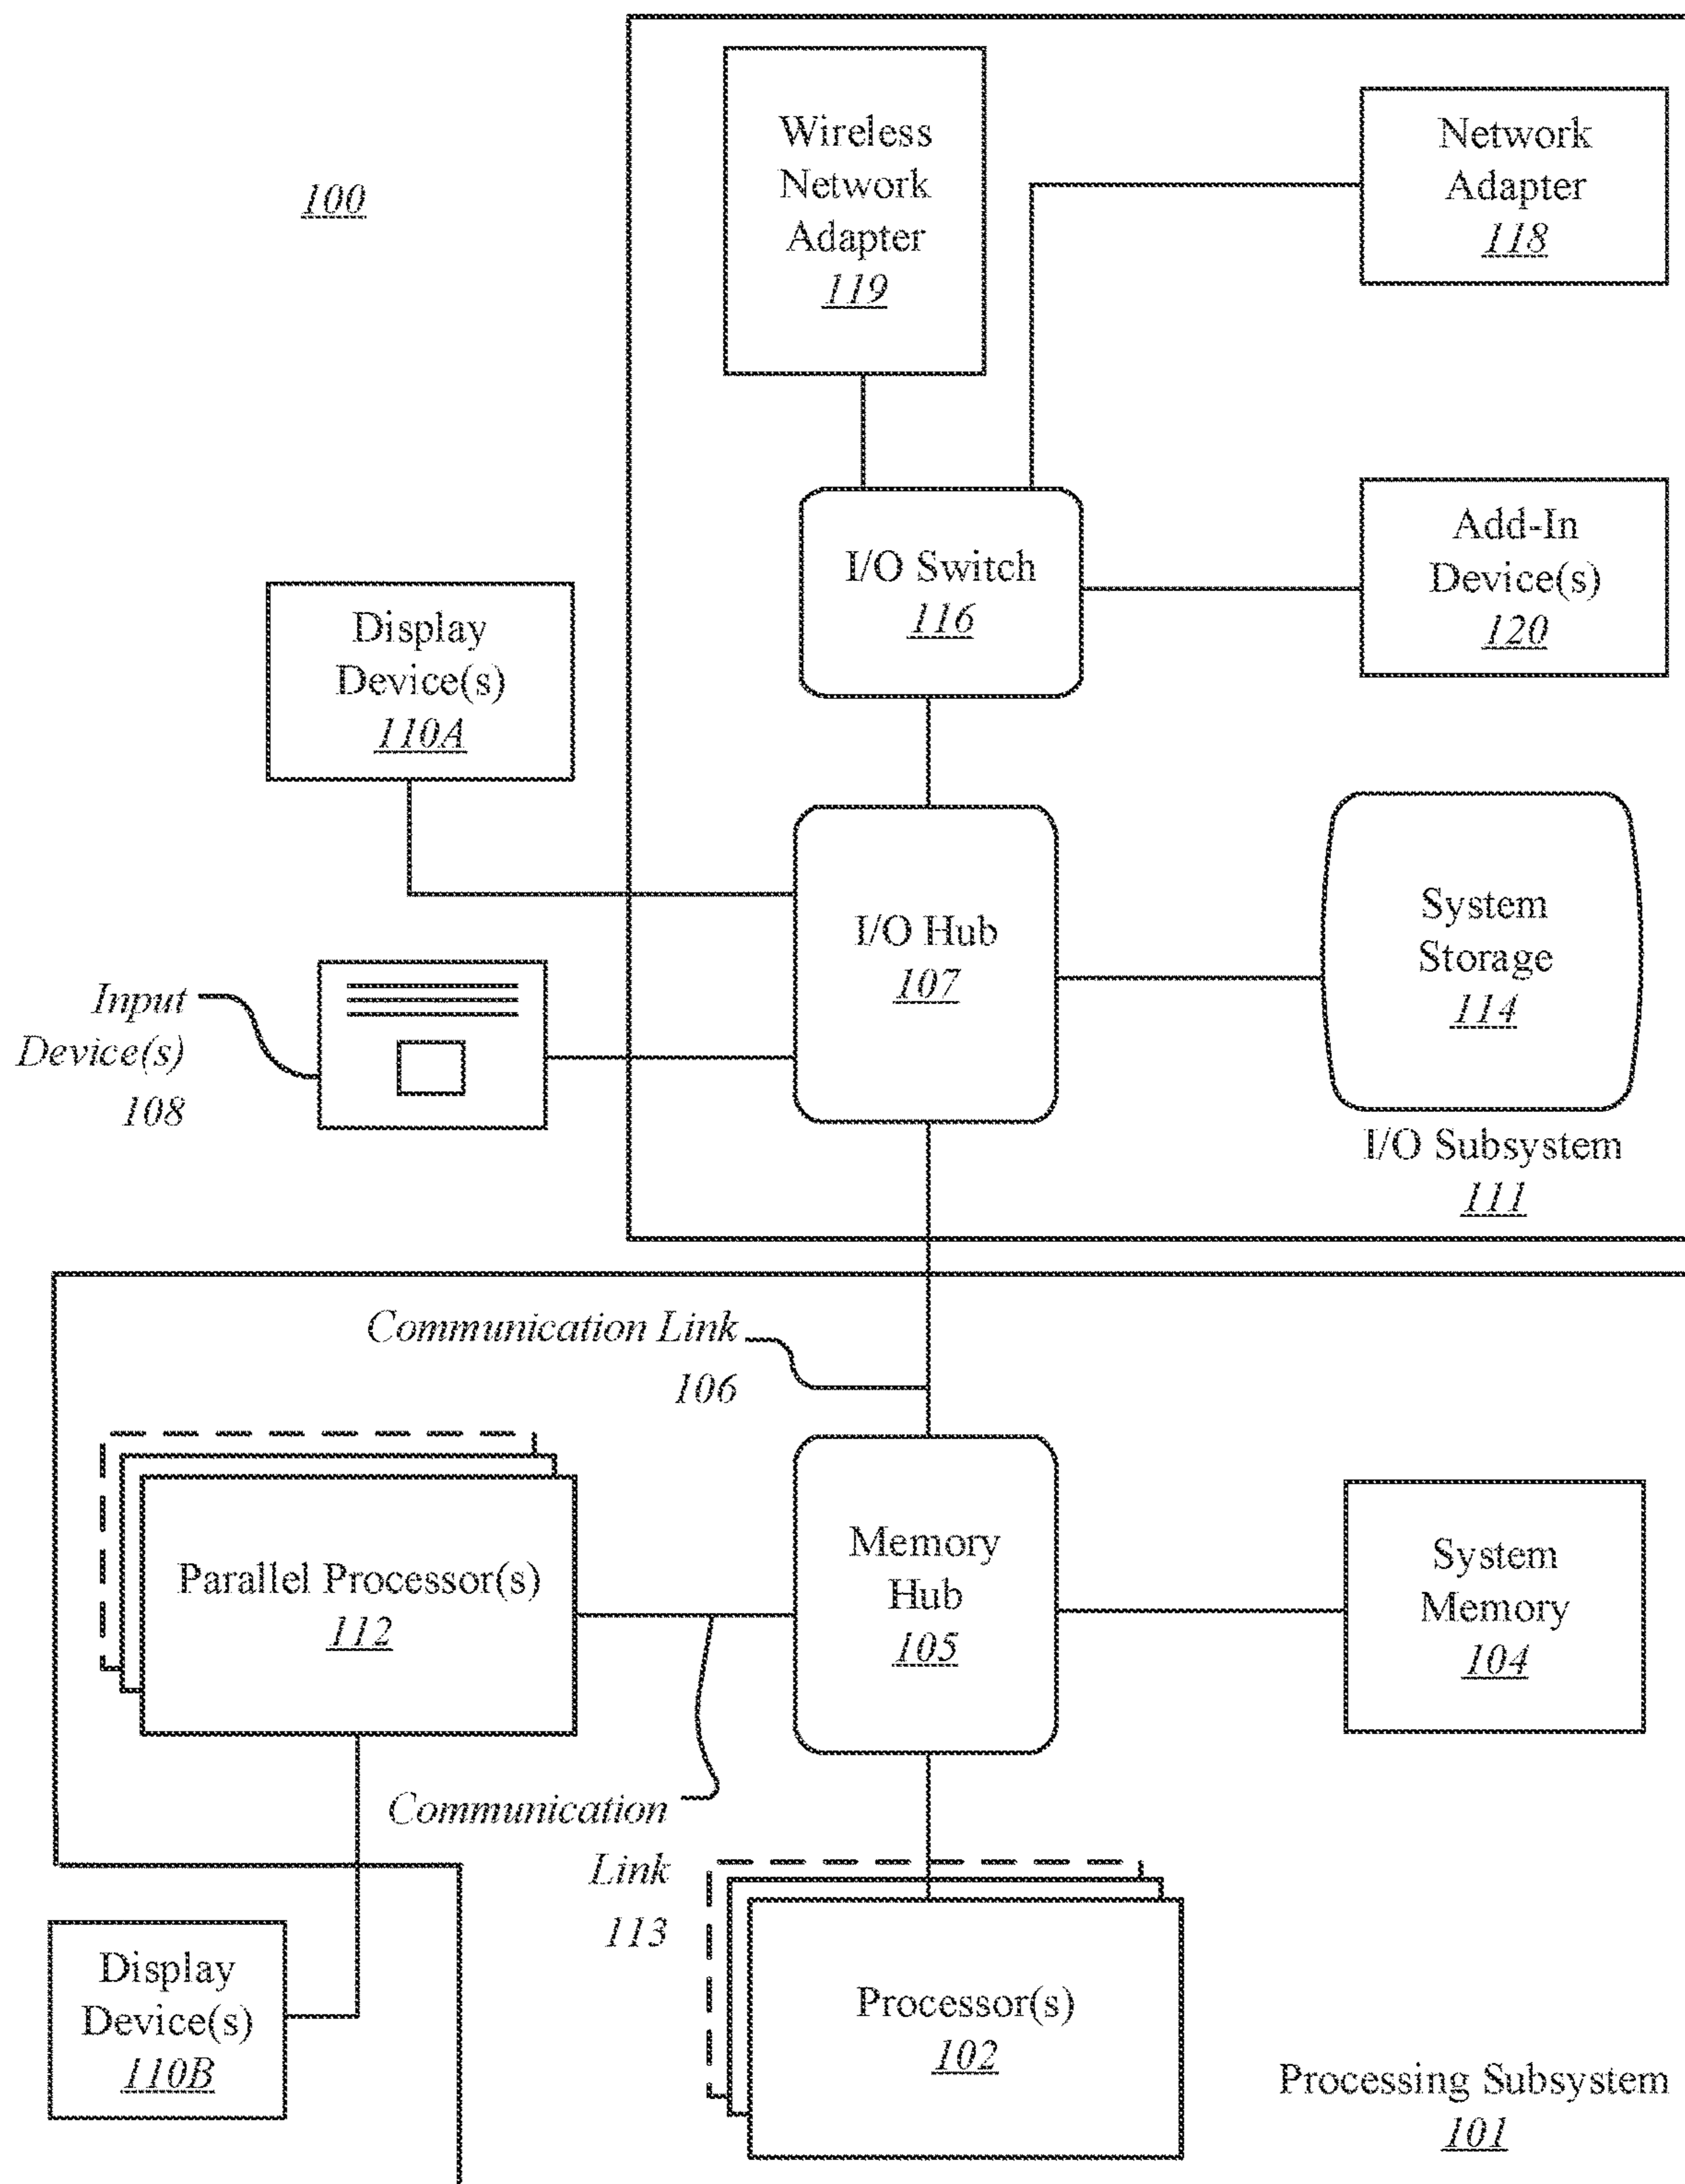 100
Wireless
Network
Adapter
119
Network
Adapter
118
I/O Switch
116
Add-In
Device(s)
120
Display
Device(s)
110A
I/O Hub
107
System
Storage
114
Input
Device(s)
108
I/O Subsystem
111
Communication Link
106
Parallel Processor(s)
112
Memory
Hub
105
System
Memory
104
Communication
Link
113
Display
Device(s)
110B
Processor(s)
102
Processing Subsystem
101